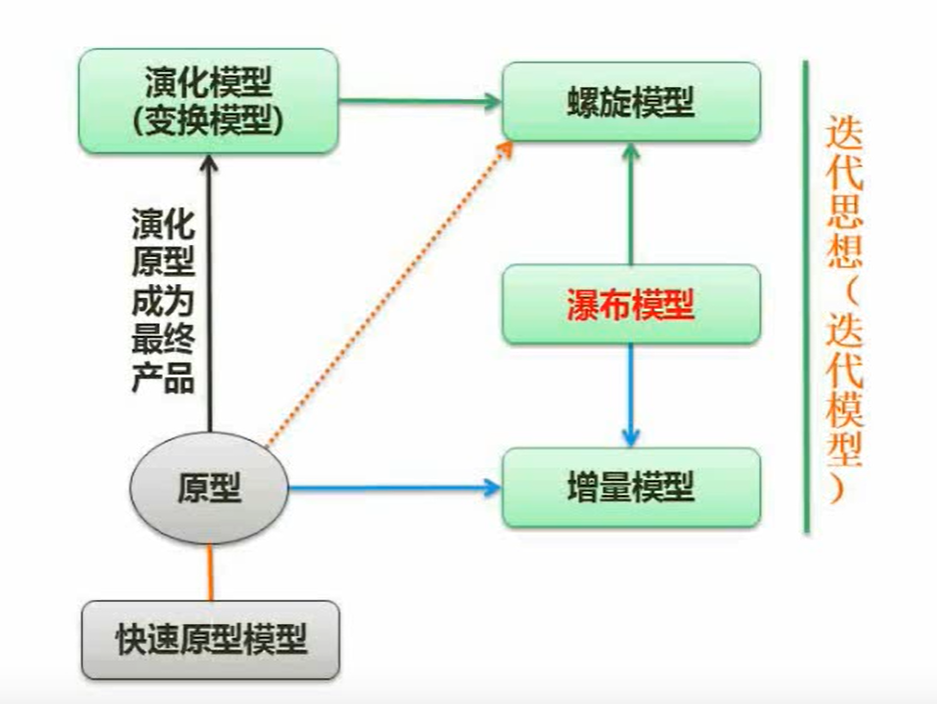 演化模型
(变换模型)
螺旋模型
演化
原型
成为
最终
产品
瀑布模型
原型
增量模型
快速原型模型
迭代思想(迭代模型)